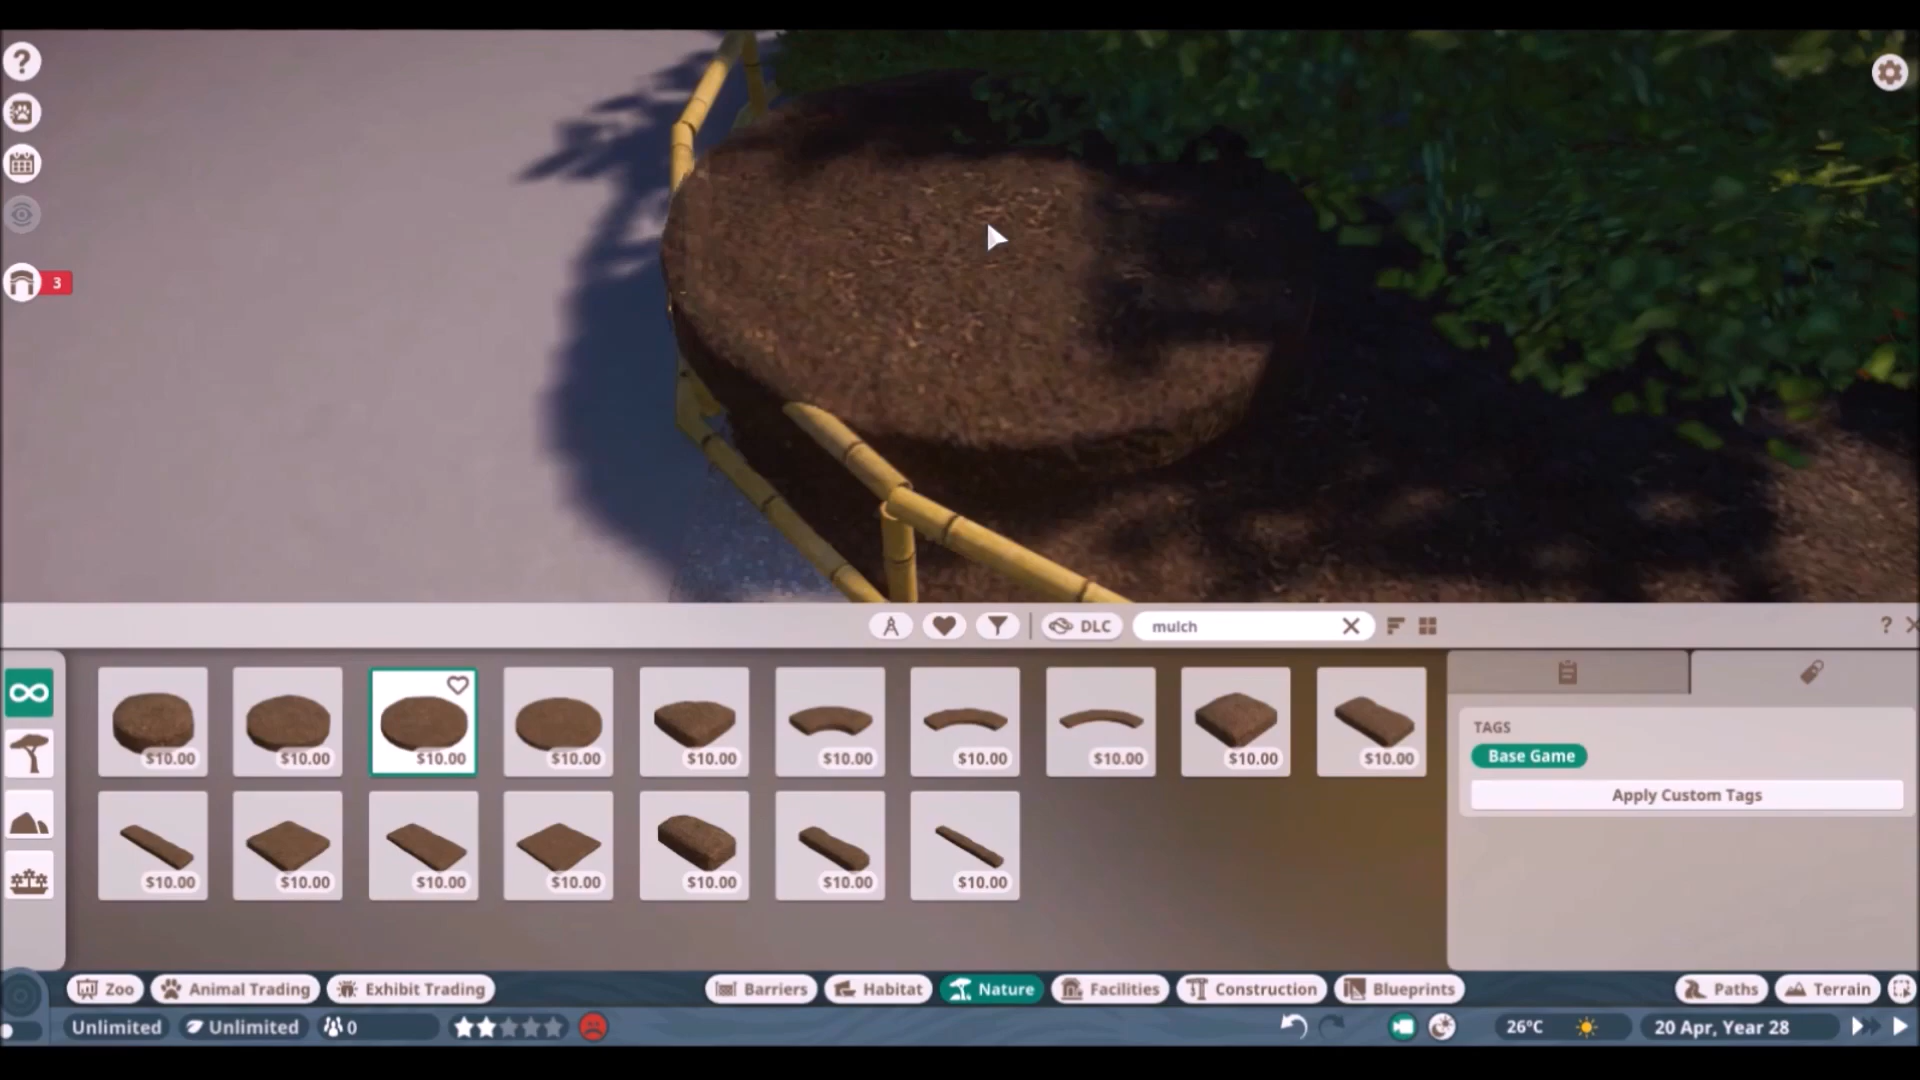 ?
3
DLC
mulch
?
$10.00 $10.00 $10.00 $10.00 $10.00 $10.00 $10.00 $10.00 $10.00 $10.00
$10.00 $10.00 $10.00 $10.00 $10.00 $10.00 $10.00
TAGS
Base Game
Apply Custom Tags
Zoo Animal Trading Exhibit Trading Barriers Habitat Nature Facilities Construction Blueprints Paths Terrain
Unlimited Unlimited 0 26°C 20 Apr, Year 28